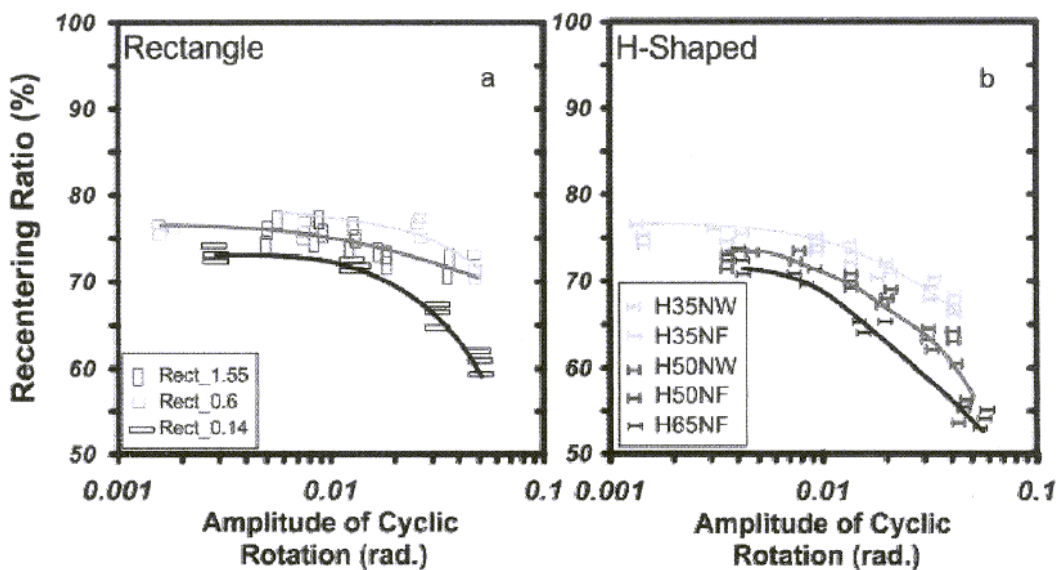 Recentering Ratio (%)
100
90
80
70
60
50
Rectangle
a
Rect_1.55
Rect_0.6
Rect_0.14
0.001
0.01
0.1
Amplitude of Cyclic
Rotation (rad.)
100
90
80
70
60
50
H-Shaped
b
H35NW
H35NF
H50NW
H50NF
H65NF
0.001
0.01
0.1
Amplitude of Cyclic
Rotation (rad.)